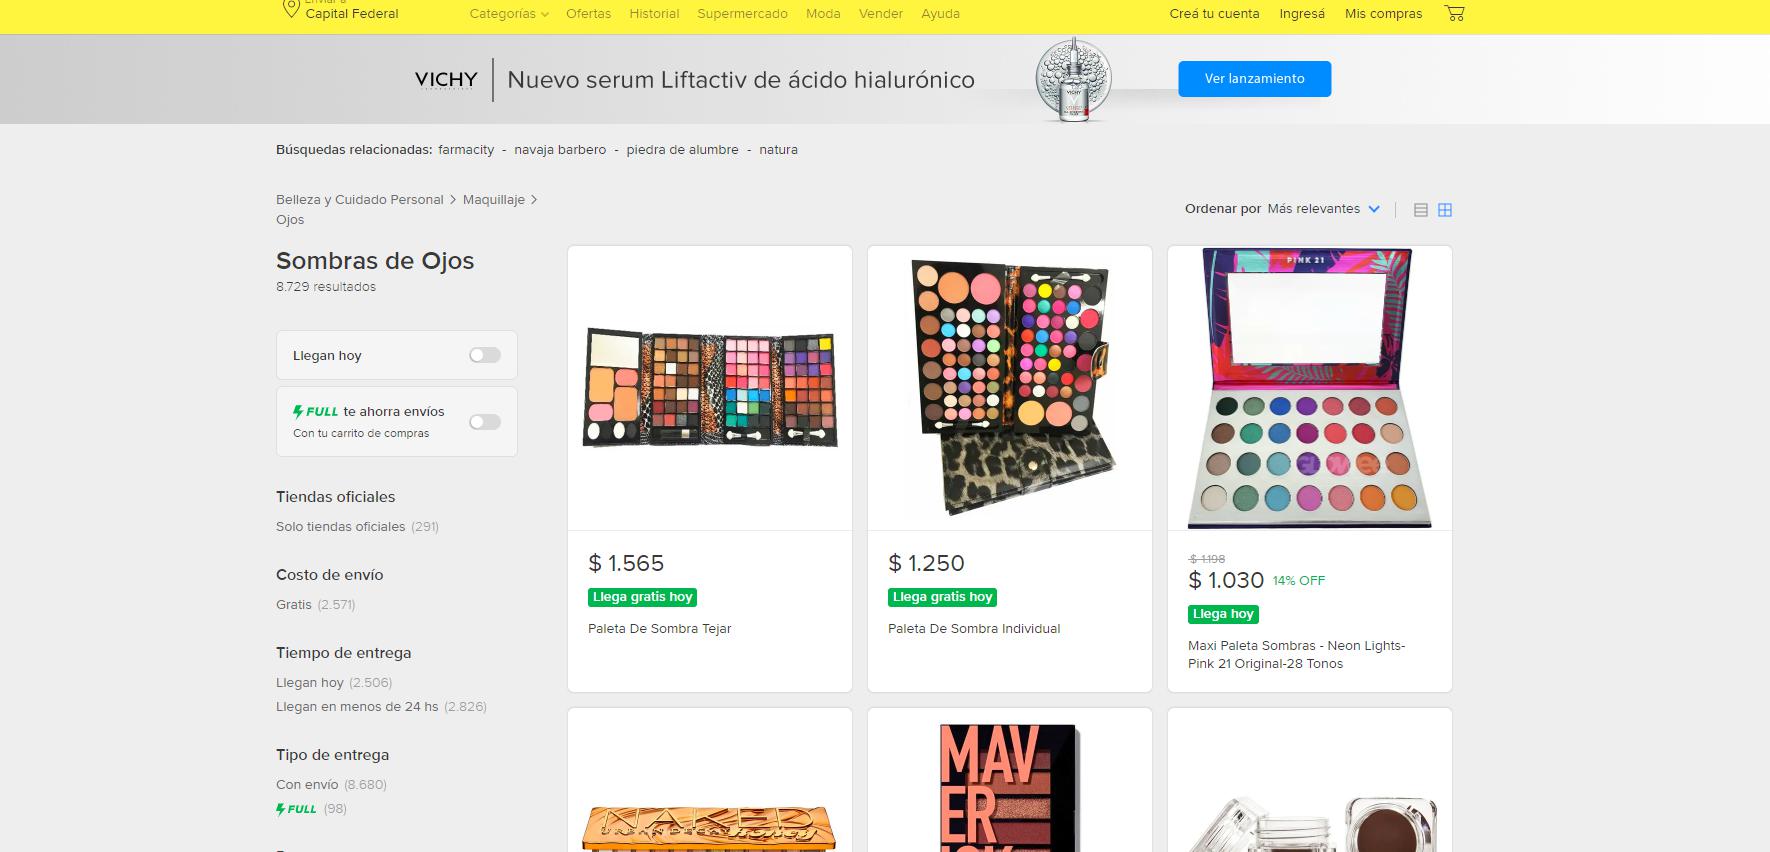 Capital Federal
Categorías Ofertas Historial Supermercado Moda Vender Ayuda
Creá tu cuenta Ingresá Mis compras
VICHY
Nuevo serum Liftactiv de ácido hialurónico
VICHY
Ver lanzamiento
Búsquedas relacionadas: farmacity - navaja barbero - piedra de alumbre - natura
Belleza y Cuidado Personal > Maquillaje >
Ojos
Ordenar por Más relevantes
Sombras de Ojos
8.729 resultados
Llegan hoy
FULL te ahorra envíos
Con tu carrito de compras
Tiendas oficiales
Solo tiendas oficiales (291)
Costo de envío
Gratis (2.571)
Tiempo de entrega
Llegan hoy (2.506)
Llegan en menos de 24 hs (2.826)
Tipo de entrega
Con envío (8.680)
FULL (98)
$ 1.565
Llega gratis hoy
Paleta De Sombra Tejar
$ 1.250
Llega gratis hoy
Paleta De Sombra Individual
PINK 21
$ 1.198
$ 1.030 14% OFF
Llega hoy
Maxi Paleta Sombras - Neon Lights-
Pink 21 Original-28 Tonos
NAKED
URBAN DECAY honey
MAV
ER